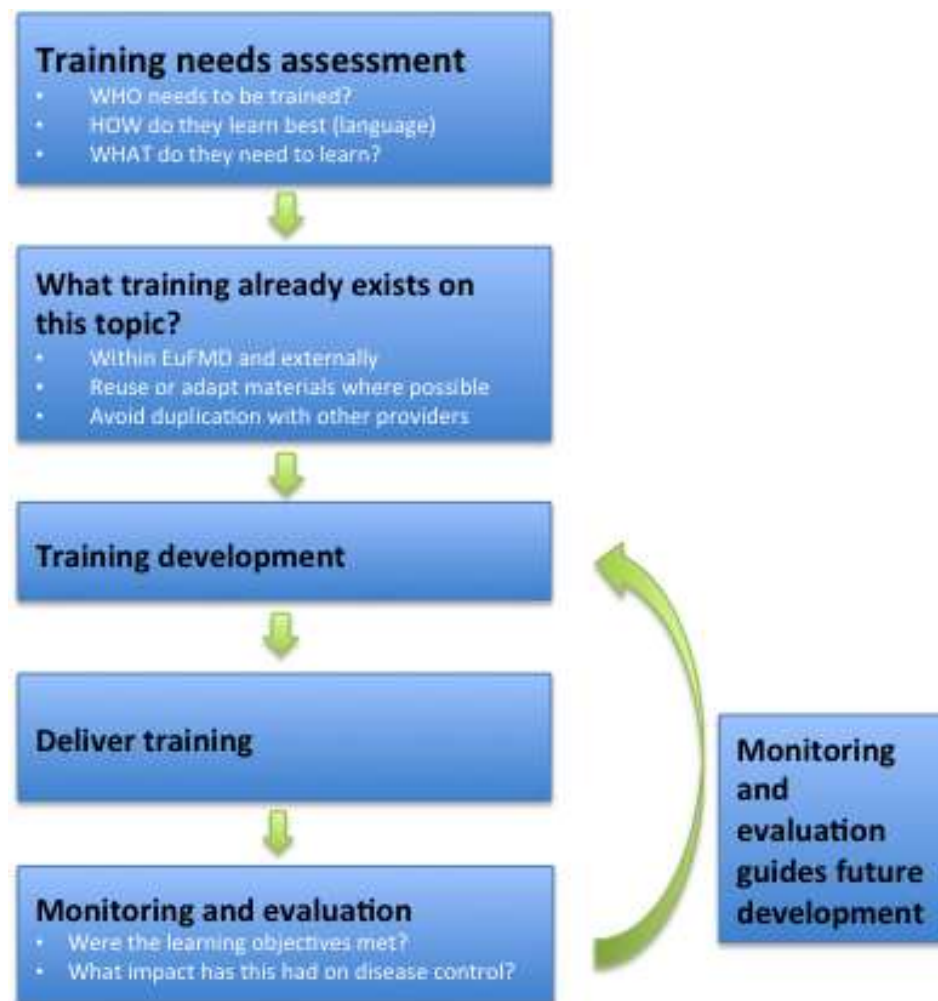 Training needs assessment
• WHO needs to be trained?
• HOW do they learn best (language)
• WHAT do they need to learn?
What training already exists on
this topic?
• Within EuFMD and externally
• Reuse or adapt materials where possible
• Avoid duplication with other providers
Training development
Deliver training
Monitoring and evaluation
• Were the learning objectives met?
• What impact has this had on disease control?
Monitoring
and
evaluation
guides future
development